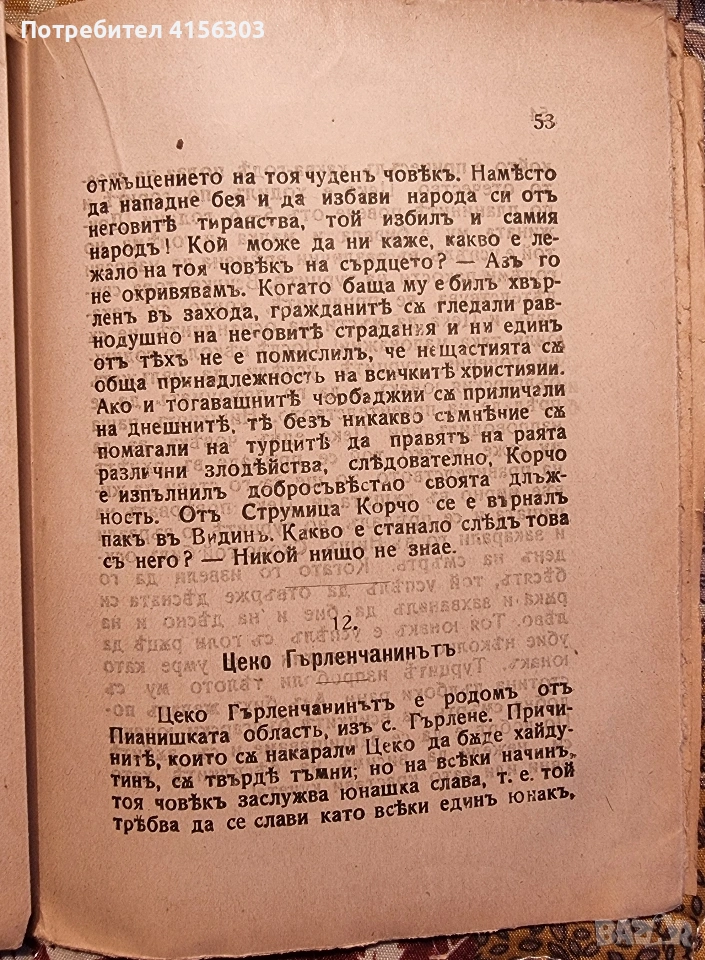 Потребител 4156303
53
отмъщението на тоя чуденъ човѣкъ. Намѣсто
да нападне бея и да избави народа си отъ
неговитѣ тиранства, той избилъ и самия
народъ! Кой може да ни каже, какво е ле-
жало на тоя човѣкъ на сърдцето? — Азъ го
не окривявамъ. Когато баща му е билъ хвър-
ленъ въ захода, гражданитѣ сѫ гледали рав-
нодушно на неговитѣ страдания и ни единъ
отъ тѣхъ не е помислилъ, че нещастията сѫ
обща принадлежность на всичкитѣ християни.
Ако и тогавашнитѣ чорбаджии сѫ приличали
на днешнитѣ, тѣ безъ никакво съмнѣние сѫ
помагали на турцитѣ да правятъ на раята
различни злодѣйства, слѣдователно, Корчо
е изпълнилъ добросъвѣстно своята длъж-
ность. Отъ Струмица Корчо се е върналъ
пакъ въ Видинъ. Какво е станало слѣдъ това
съ него? — Никой нищо не знае.
12.
Цеко Гърленчанинътъ
Цеко Гърленчанинътъ е родомъ отъ
Пианишката область, изъ с. Гърлене. Причи-
нитѣ, които сѫ накарали Цеко да бѫде хайду-
тинъ, сѫ твърдѣ тъмни; но на всѣки начинъ,
тоя човѣкъ заслужва юнашка слава, т. е. той
трѣбва да се слави като всѣки единъ юнакъ,
BAZAR